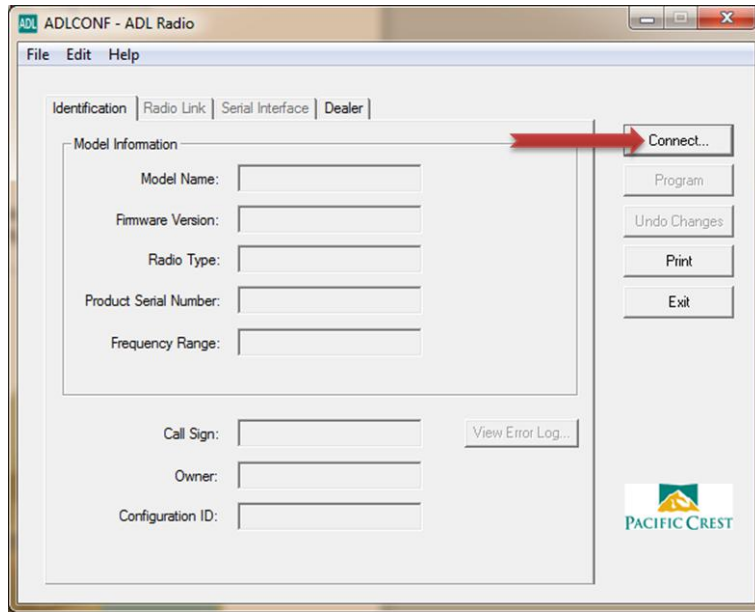 ADL ADLCONF - ADL Radio
File Edit Help
Identification Radio Link Serial Interface Dealer
Model Information
Model Name:
Firmware Version:
Radio Type:
Product Serial Number:
Frequency Range:
Call Sign:
View Error Log...
Owner:
Configuration ID:
Connect...
Program
Undo Changes
Print
Exit
PACIFIC CREST